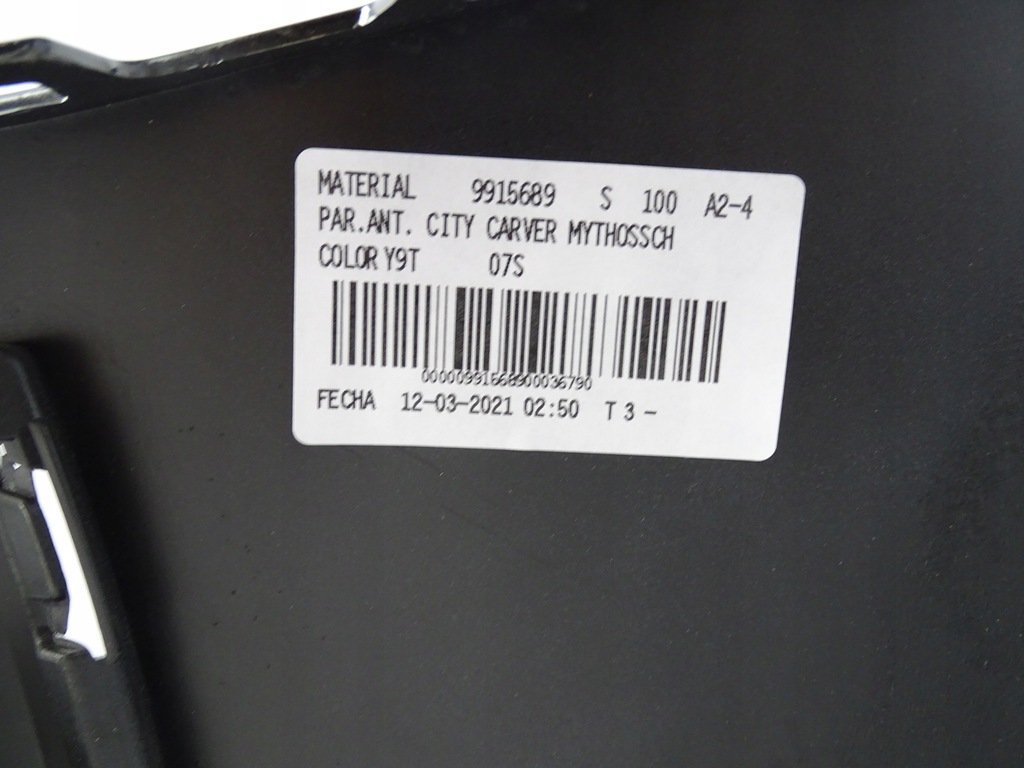 MATERIAL 9915689 S 100 A2-4
PAR.ANT. CITY CARVER MYTHOSSCH
COLOR Y9T 07S
00000991568900036790
FECHA 12-03-2021 02:50 T 3 -